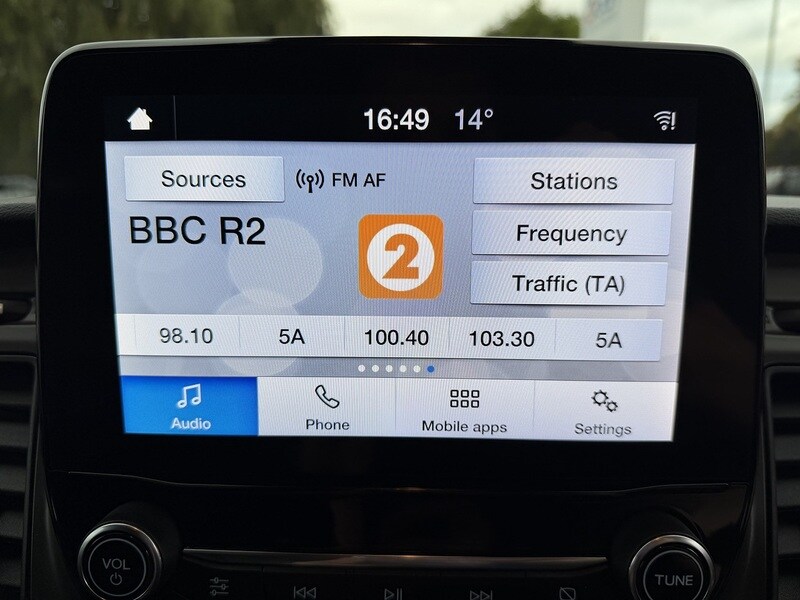 16:49 14°
Sources FM AF Stations
BBC R2 2 Frequency
Traffic (TA)
98.10 5A 100.40 103.30 5A
Audio Phone Mobile apps Settings
VOL TUNE